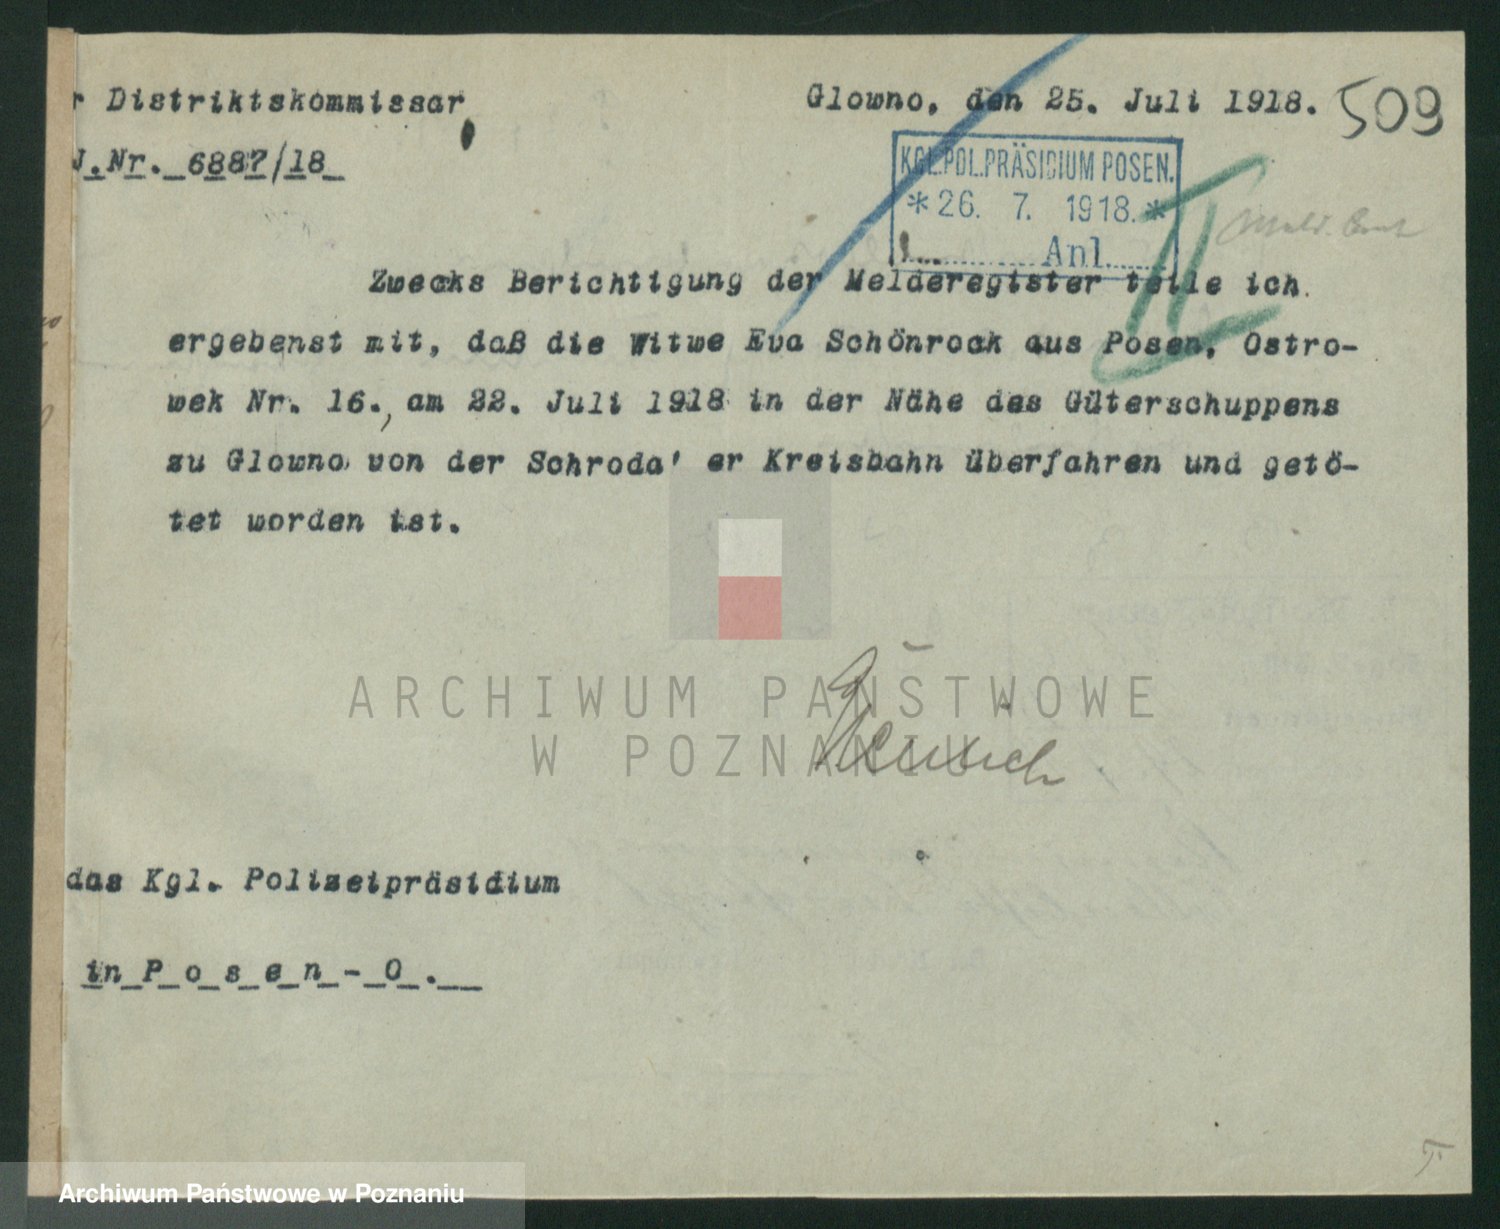 r Distriktskommissar
Glowno, den 25. Juli 1918.
509
J.Nr. 6887/18
KGL.POL.PRÄSIDIUM POSEN.
*26. 7. 1918.*
Anl.
II
Zwecks Berichtigung der Melderegister teile ich
ergebenst mit, daß die Witwe Eva Schönrock aus Posen, Ostro-
wek Nr. 16., am 22. Juli 1918 in der Nähe des Güterschuppens
zu Glowno von der Schroda' er Kreisbahn überfahren und getö-
tet worden ist.
ARCHIWUM PAŃSTWOWE
W POZNANIU
das Kgl. Polizeipräsidium
in Posen-O.
Archiwum Państwowe w Poznaniu